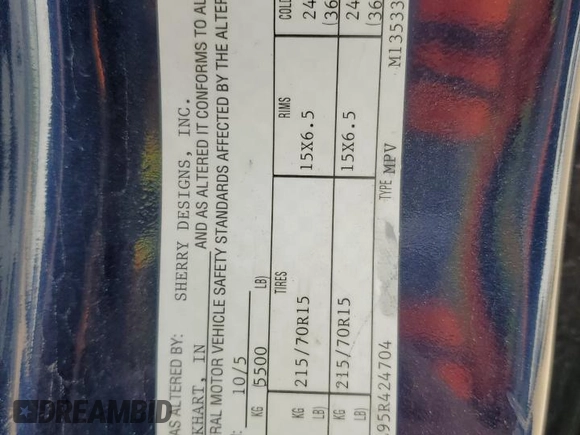 AS ALTERED BY: SHERRY DESIGNS, INC.
KHART, IN AND AS ALTERED IT CONFORMS TO AL
RAL MOTOR VEHICLE SAFETY STANDARDS AFFECTED BY THE ALTER
: 10/5
KG 5500 LB)
TIRES RIMS COLD
215/70R15 15X6.5 24
KG LB) (36
215/70R15 15X6.5 24
KG LB) (36
95R424704 TYPE MPV M135333
DREAMBID